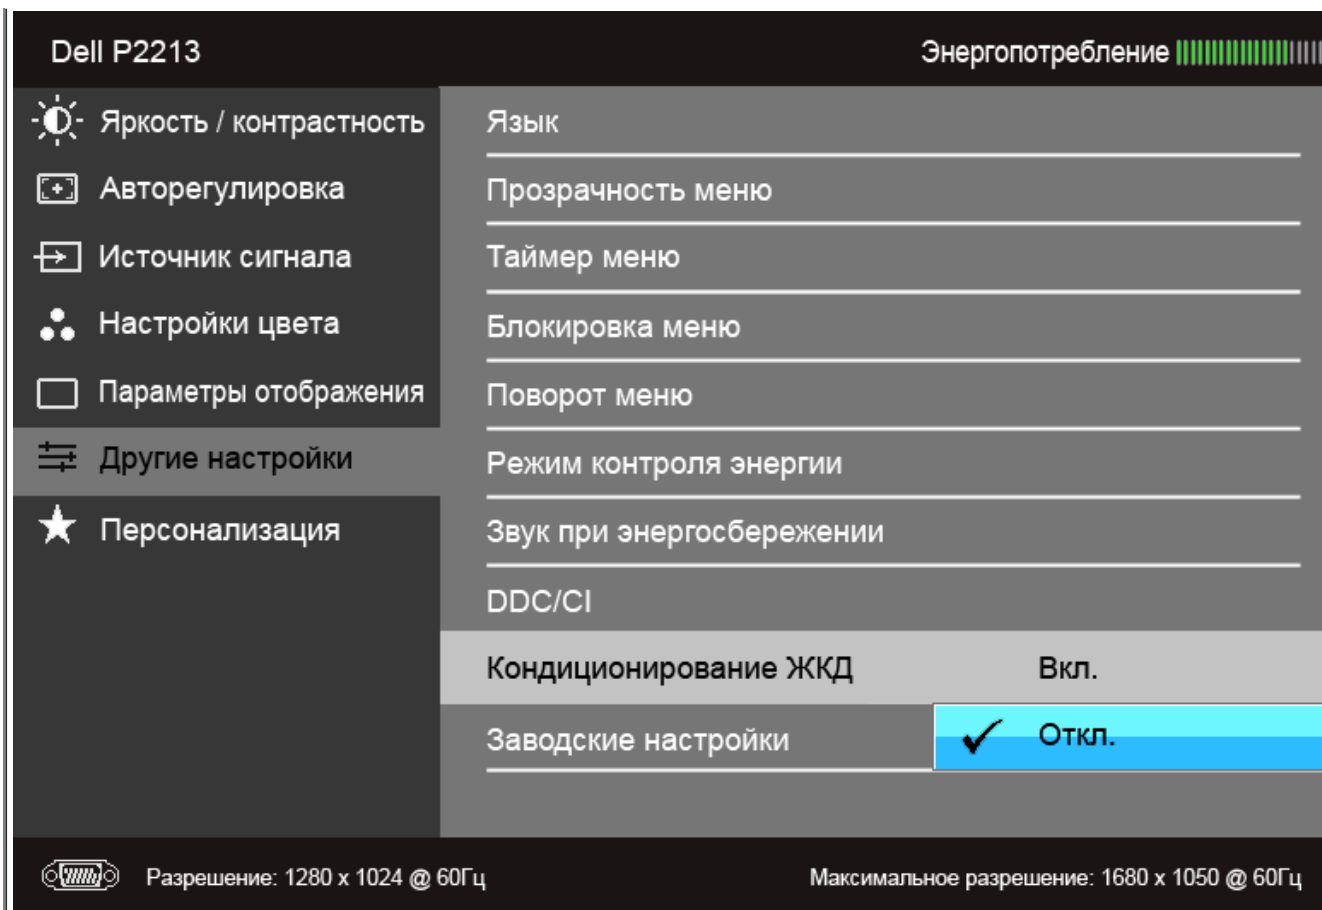 Dell P2213
Энергопотребление
Яркость / контрастность
Авторегулировка
Источник сигнала
Настройки цвета
Параметры отображения
Другие настройки
Персонализация
Язык
Прозрачность меню
Таймер меню
Блокировка меню
Поворот меню
Режим контроля энергии
Звук при энергосбережении
DDC/CI
Кондиционирование ЖКД
Вкл.
Откл.
Заводские настройки
Разрешение: 1280 x 1024 @ 60Гц
Максимальное разрешение: 1680 x 1050 @ 60Гц